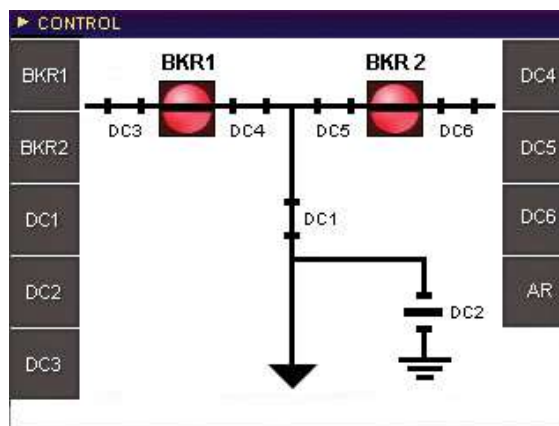 CONTROL
BKR1
BKR2
DC1
DC2
DC3
BKR1
BKR 2
DC3
DC4
DC5
DC6
DC1
DC2
DC4
DC5
DC6
AR